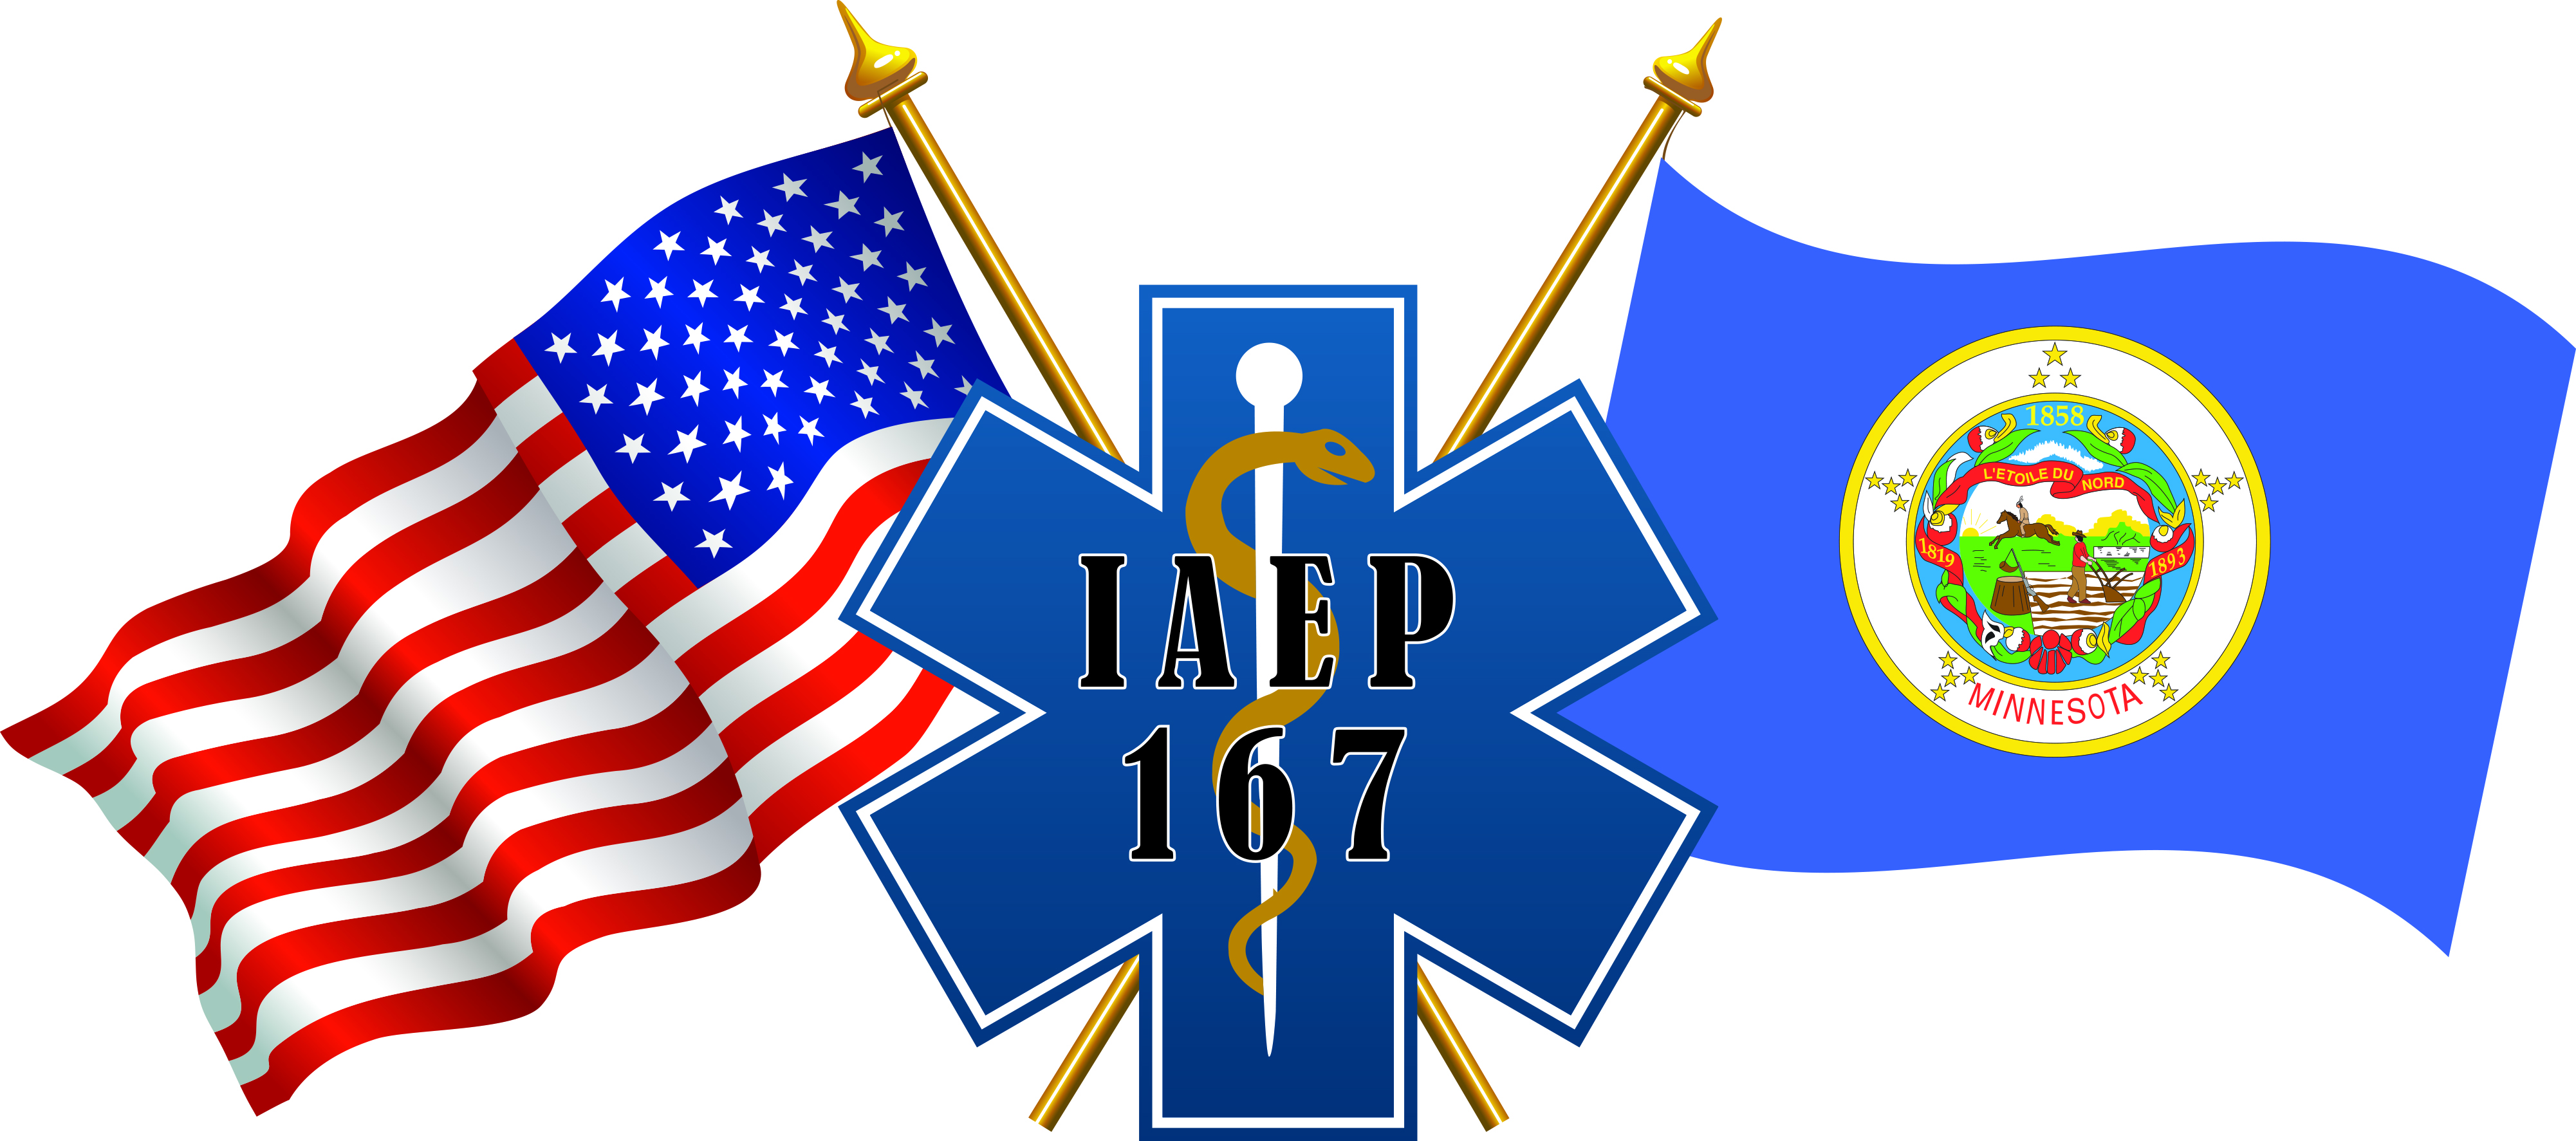 IAEP
167
1858
L'ETOILE DU NORD
1819
1893
MINNESOTA